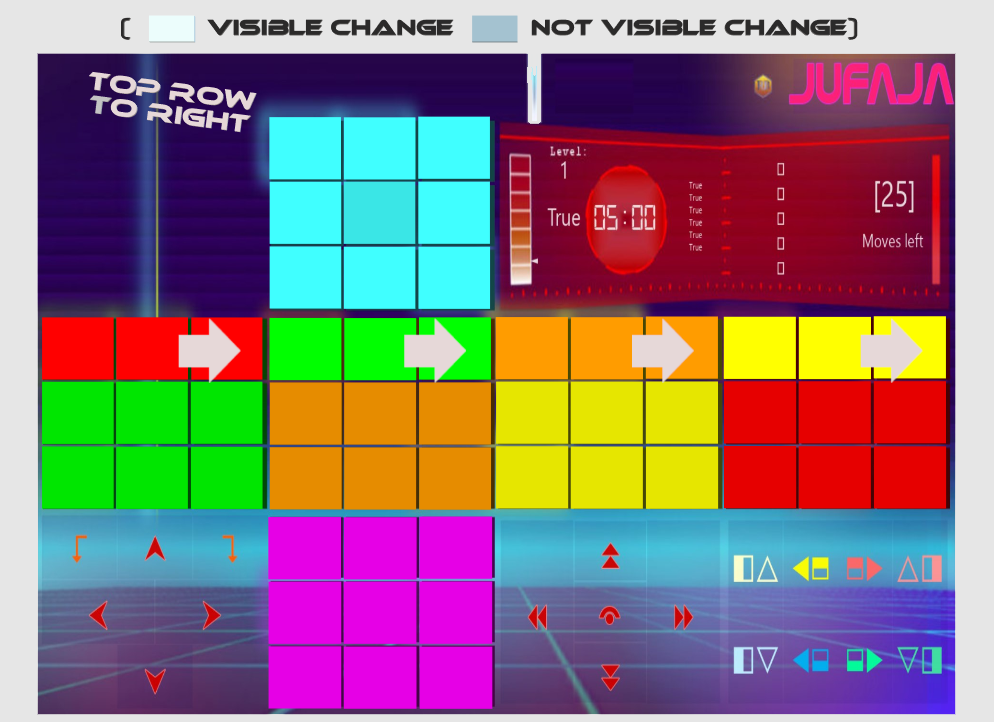 ( VISIBLE CHANGE NOT VISIBLE CHANGE)
TOP ROW
TO RIGHT
JUFAJA
Level:
1
True
05:00
True
True
True
True
True
True
[25]
Moves left